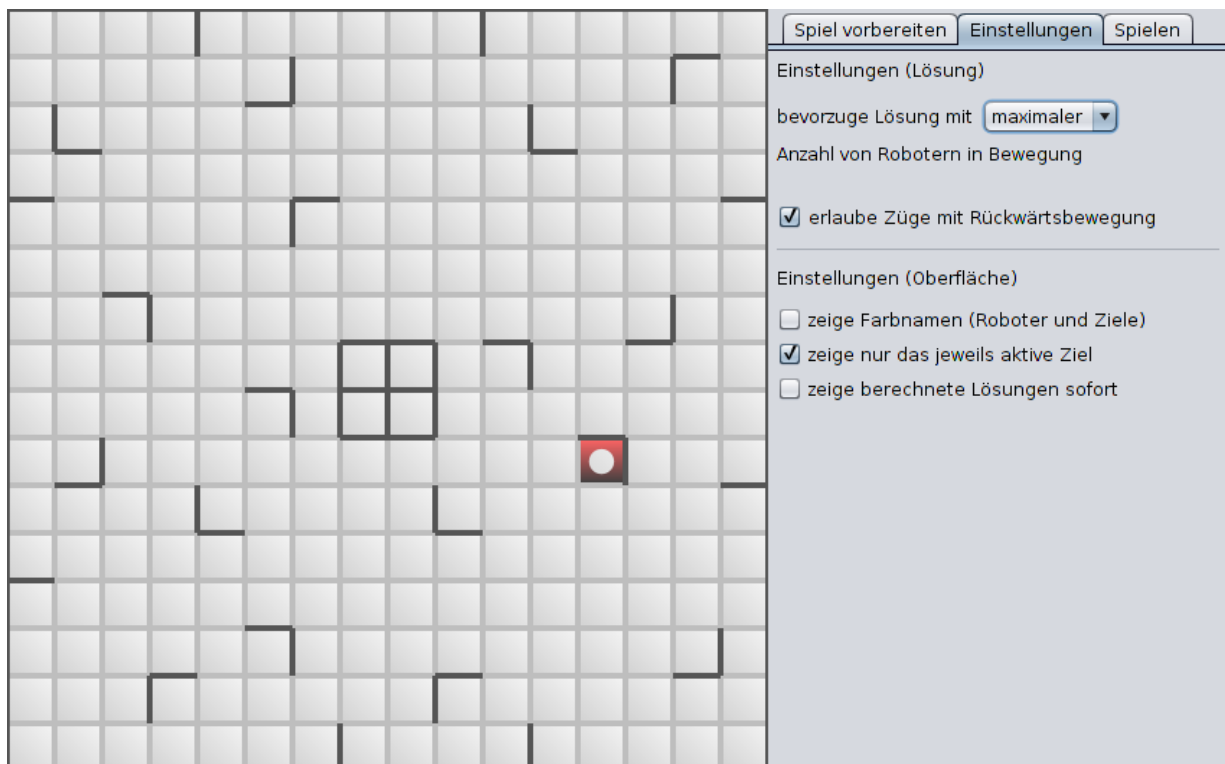 Spiel vorbereiten Einstellungen Spielen
Einstellungen (Lösung)
bevorzuge Lösung mit maximaler
Anzahl von Robotern in Bewegung
erlaube Züge mit Rückwärtsbewegung
Einstellungen (Oberfläche)
zeige Farbnamen (Roboter und Ziele)
zeige nur das jeweils aktive Ziel
zeige berechnete Lösungen sofort